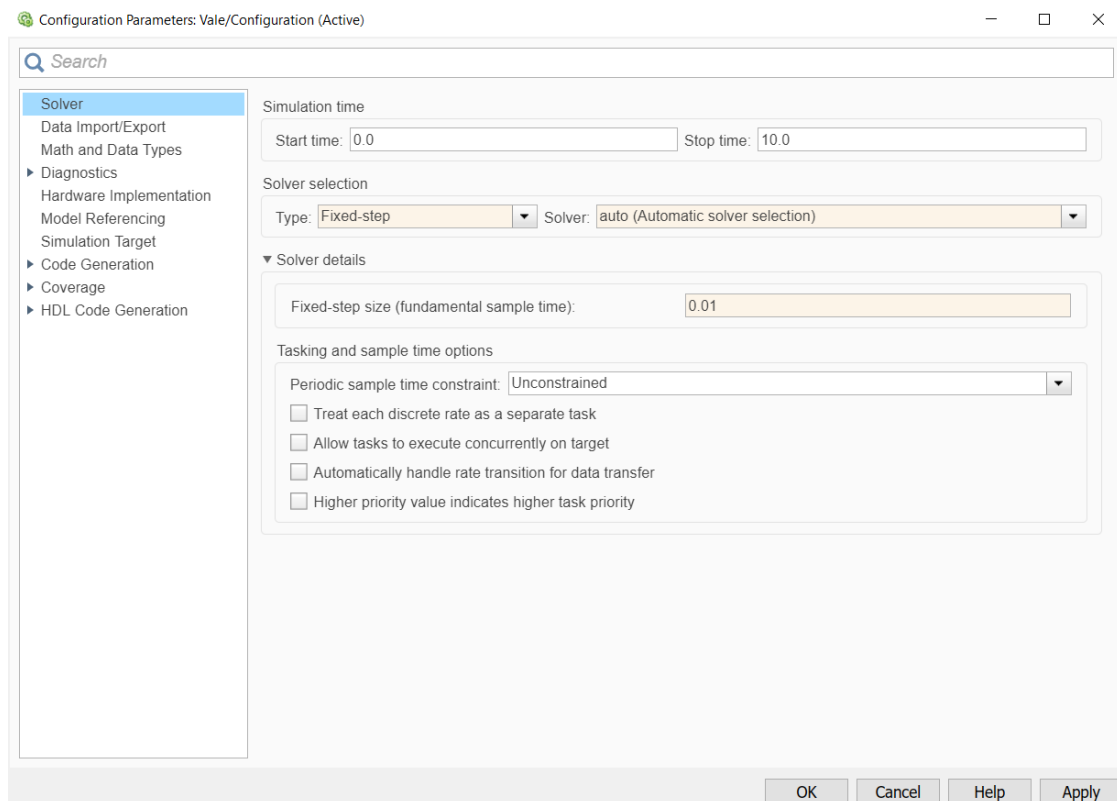 Configuration Parameters: Vale/Configuration (Active)
Search
Solver
Data Import/Export
Math and Data Types
Diagnostics
Hardware Implementation
Model Referencing
Simulation Target
Code Generation
Coverage
HDL Code Generation
Simulation time
Start time: 0.0 Stop time: 10.0
Solver selection
Type: Fixed-step Solver: auto (Automatic solver selection)
Solver details
Fixed-step size (fundamental sample time): 0.01
Tasking and sample time options
Periodic sample time constraint: Unconstrained
Treat each discrete rate as a separate task
Allow tasks to execute concurrently on target
Automatically handle rate transition for data transfer
Higher priority value indicates higher task priority
OK Cancel Help Apply